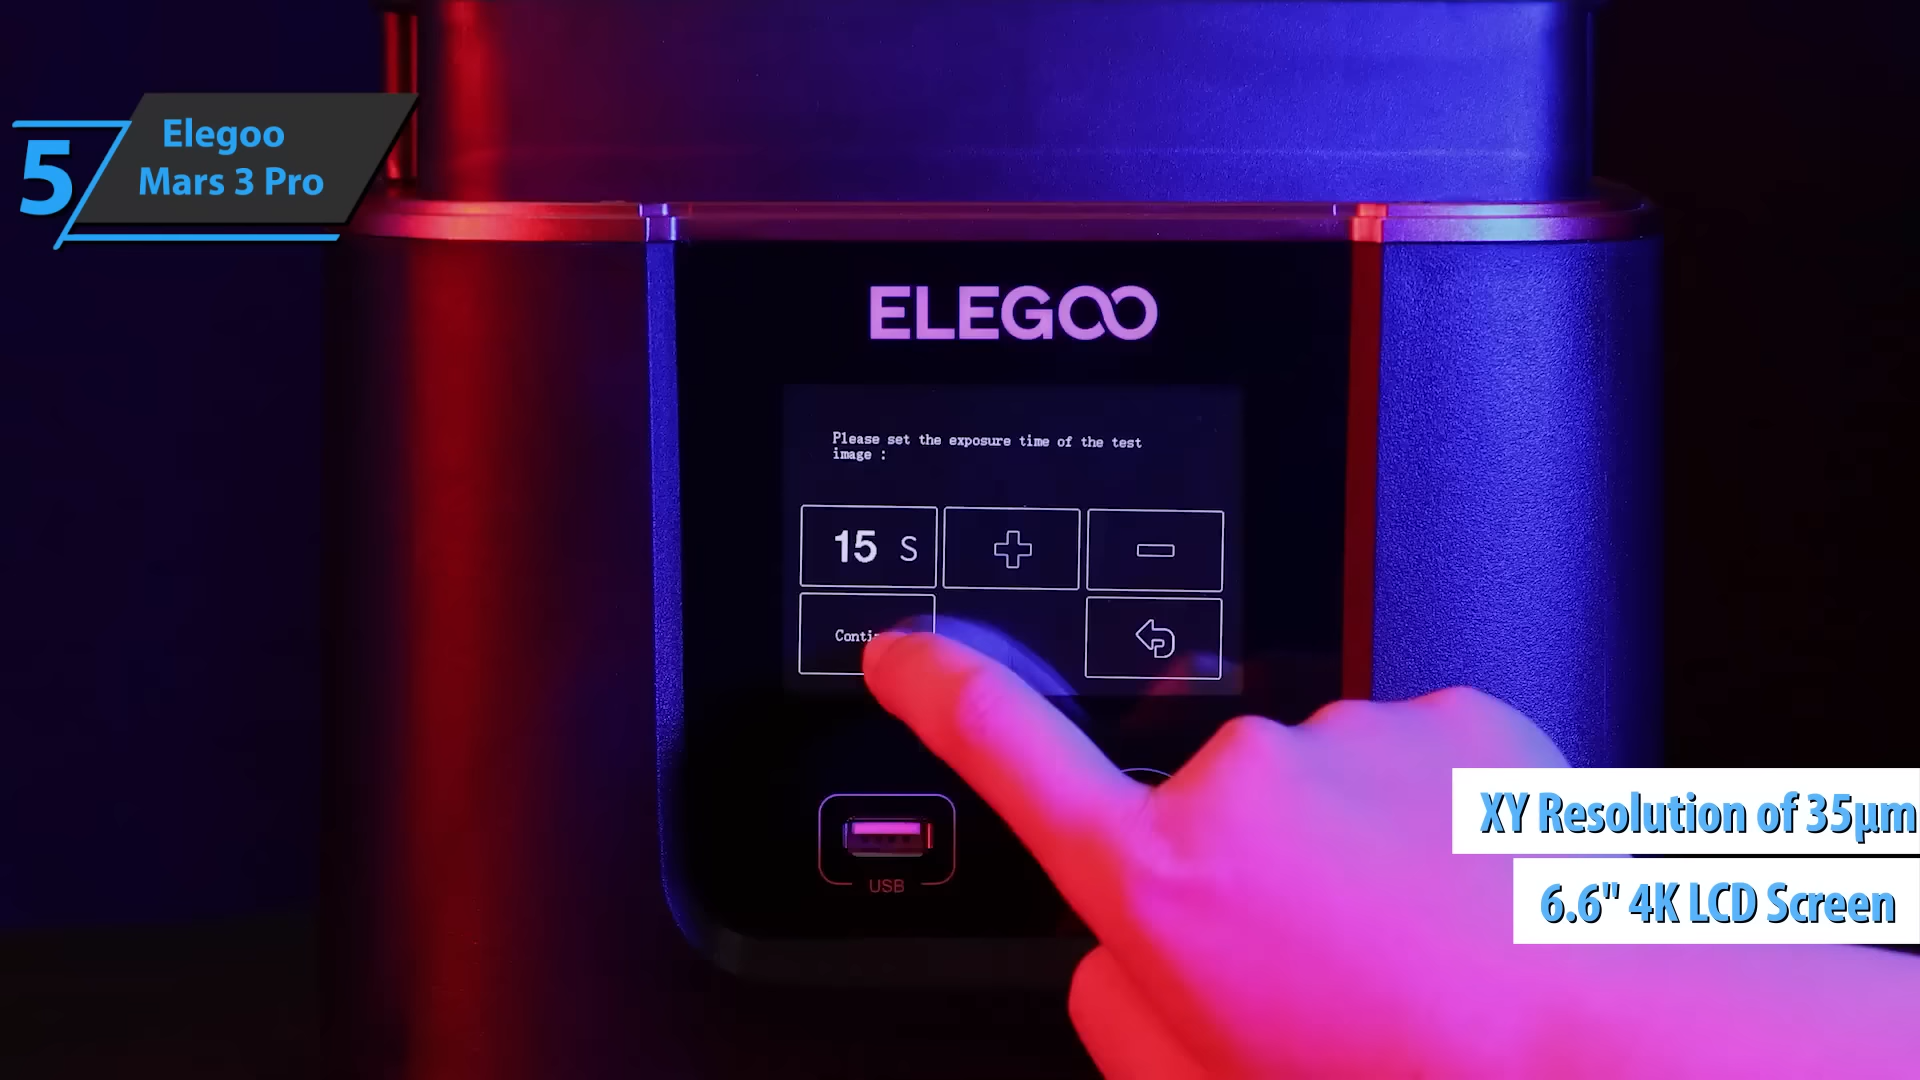 5
Elegoo
Mars 3 Pro
ELEGOO
Please set the exposure time of the test
image :
15 S
USB
XY Resolution of 35µm
6.6" 4K LCD Screen